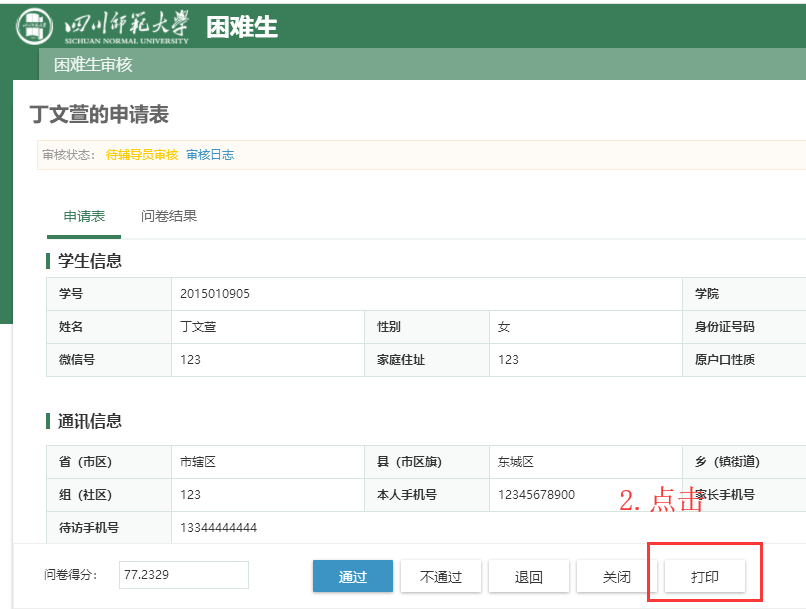 四川师范大学 困难生
SICHUAN NORMAL UNIVERSITY
困难生审核
丁文萱的申请表
审核状态： 待辅导员审核 审核日志
申请表 问卷结果
学生信息
学号 2015010905 学院
姓名 丁文萱 性别 女 身份证号码
微信号 123 家庭住址 123 原户口性质
通讯信息
省（市区） 市辖区 县（市区旗） 东城区 乡（镇街道）
组（社区） 123 本人手机号 12345678900 家长手机号
2.点击
待访手机号 13344444444
问卷得分： 77.2329 通过 不通过 退回 关闭 打印